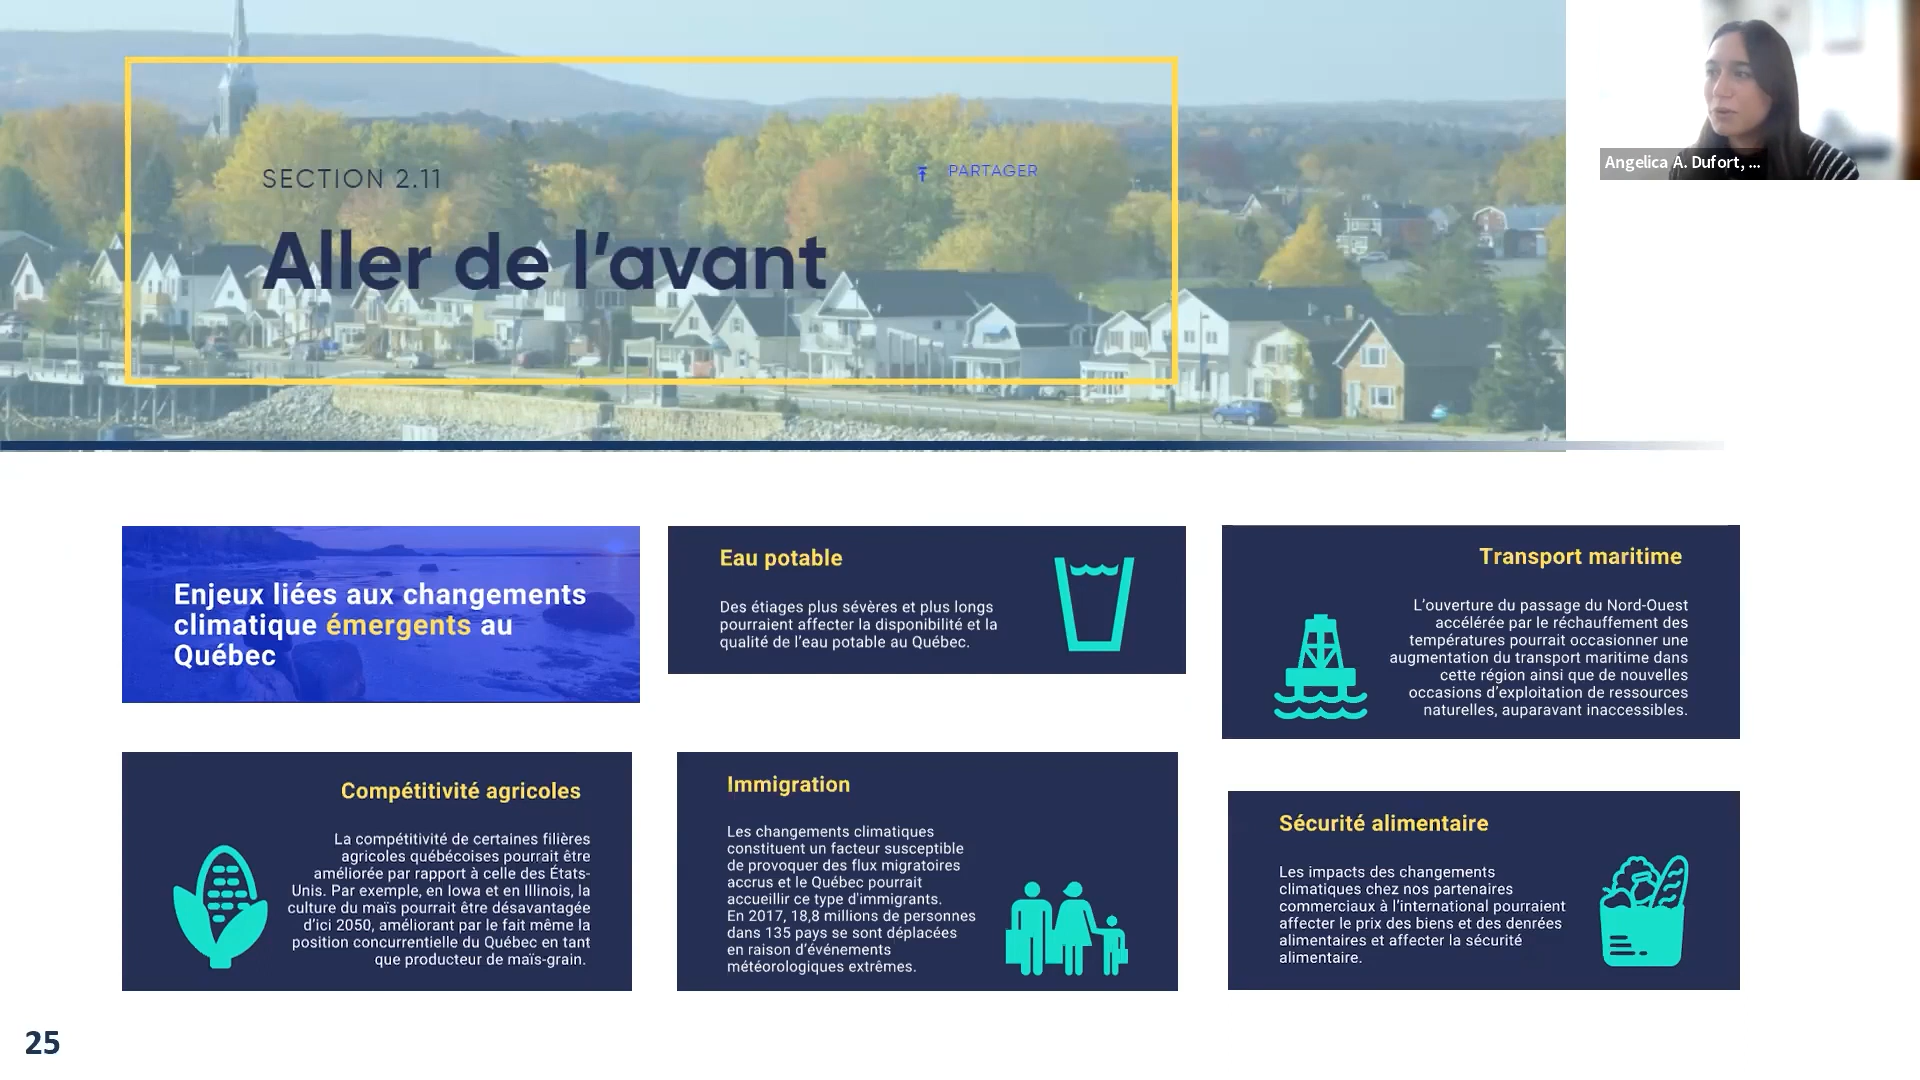 SECTION 2.11
PARTAGER
Aller de l’avant
Angelica A. Dufort, ...
Enjeux liées aux changements
climatique émergents au
Québec
Eau potable
Des étiages plus sévères et plus longs
pourraient affecter la disponibilité et la
qualité de l’eau potable au Québec.
Transport maritime
L’ouverture du passage du Nord-Ouest
accélérée par le réchauffement des
températures pourrait occasionner une
augmentation du transport maritime dans
cette région ainsi que de nouvelles
occasions d’exploitation de ressources
naturelles, auparavant inaccessibles.
Compétitivité agricoles
La compétitivité de certaines filières
agricoles québécoises pourrait être
améliorée par rapport à celle des États-
Unis. Par exemple, en Iowa et en Illinois, la
culture du maïs pourrait être désavantagée
d’ici 2050, améliorant par le fait même la
position concurrentielle du Québec en tant
que producteur de maïs-grain.
Immigration
Les changements climatiques
constituent un facteur susceptible
de provoquer des flux migratoires
accrus et le Québec pourrait
accueillir ce type d'immigrants.
En 2017, 18,8 millions de personnes
dans 135 pays se sont déplacées
en raison d’événements
météorologiques extrêmes.
Sécurité alimentaire
Les impacts des changements
climatiques chez nos partenaires
commerciaux à l’international pourraient
affecter le prix des biens et des denrées
alimentaires et affecter la sécurité
alimentaire.
25